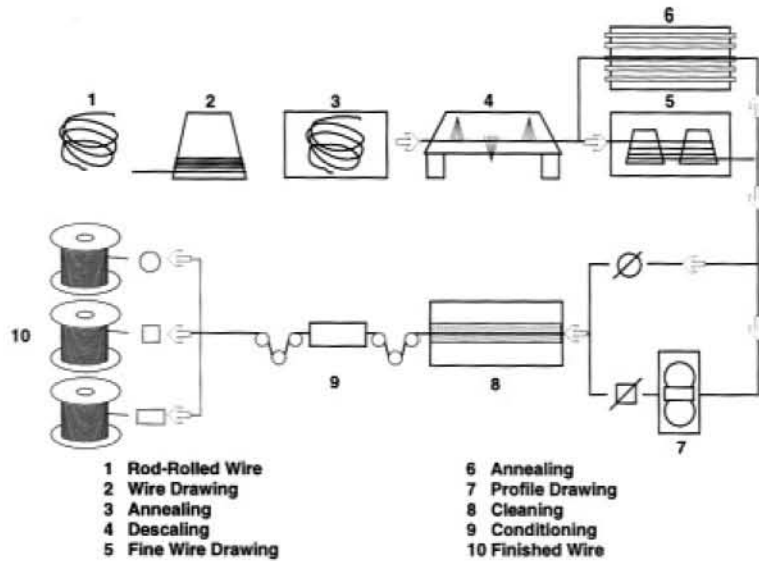 6
1
2
3
4
5
10
9
8
7
1 Rod-Rolled Wire
2 Wire Drawing
3 Annealing
4 Descaling
5 Fine Wire Drawing
6 Annealing
7 Profile Drawing
8 Cleaning
9 Conditioning
10 Finished Wire